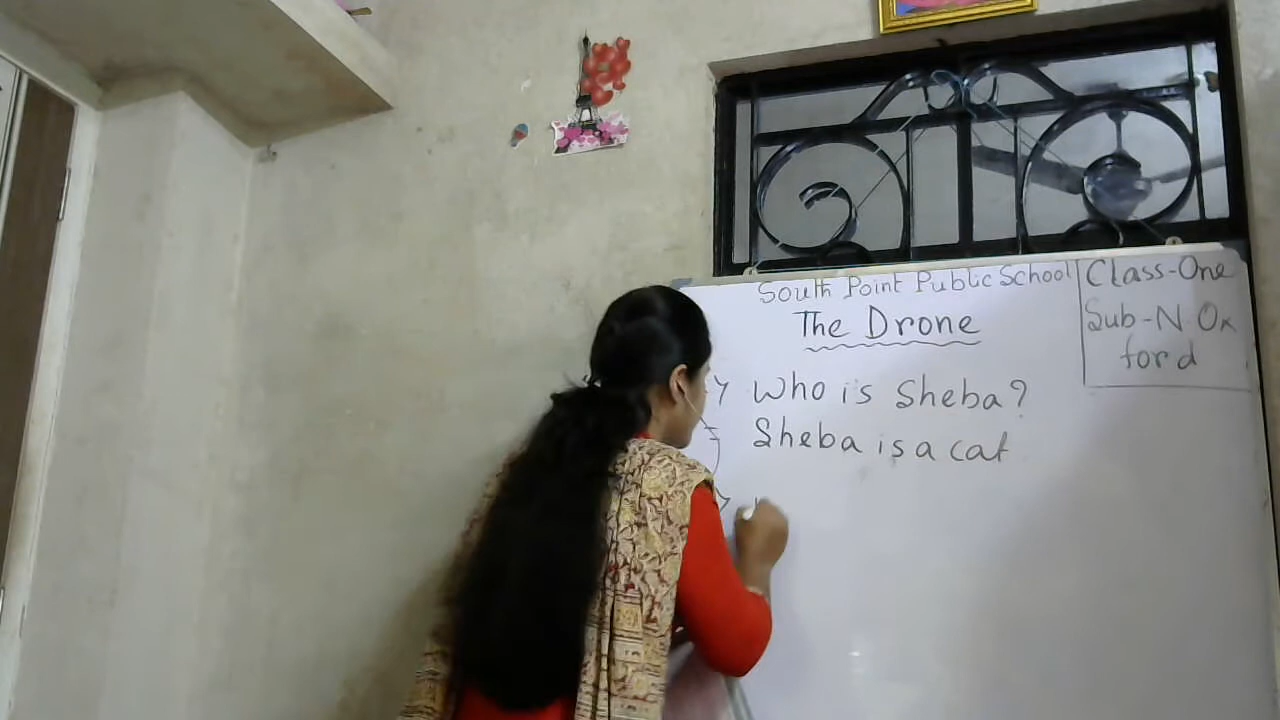 South Point Public School
Class-One
Sub-N Ox
ford
The Drone
Who is Sheba?
Sheba is a cat